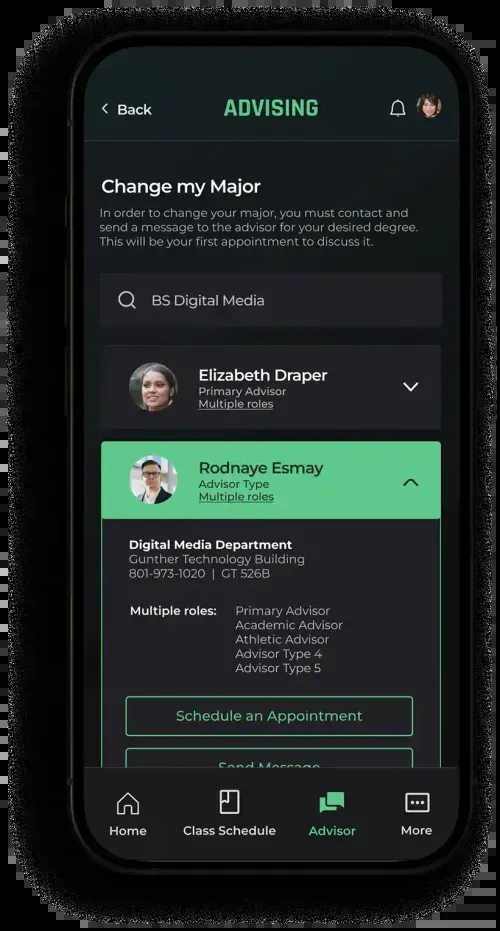 Back
ADVISING
Change my Major
In order to change your major, you must contact and
send a message to the advisor for your desired degree.
This will be your first appointment to discuss it.
BS Digital Media
Elizabeth Draper
Primary Advisor
Multiple roles
Rodnaye Esmay
Advisor Type
Multiple roles
Digital Media Department
Gunther Technology Building
801-973-1020 | GT 526B
Multiple roles: Primary Advisor
Academic Advisor
Athletic Advisor
Advisor Type 4
Advisor Type 5
Schedule an Appointment
Send Message
Home Class Schedule Advisor More